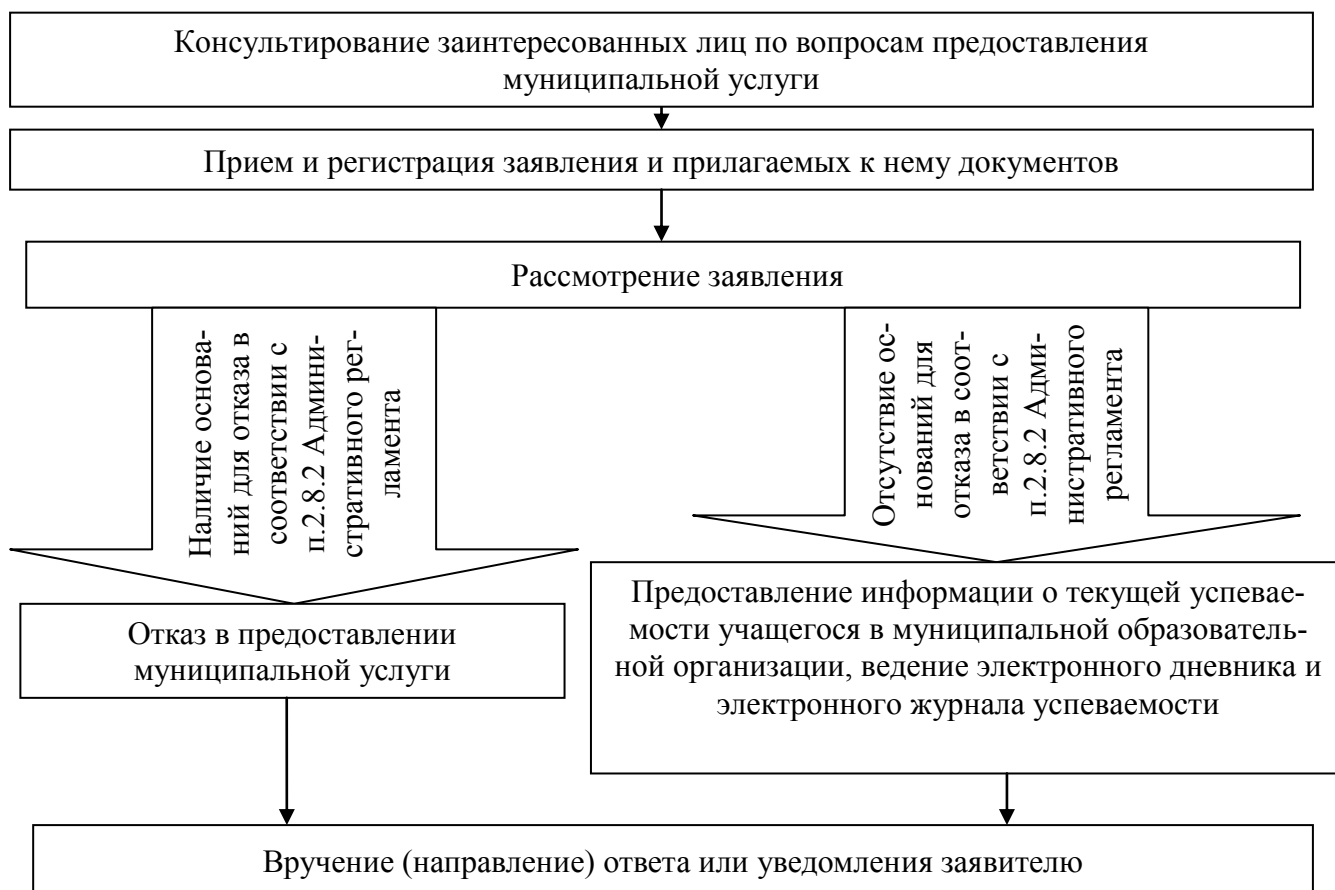 Консультирование заинтересованных лиц по вопросам предоставления
муниципальной услуги
Прием и регистрация заявления и прилагаемых к нему документов
Рассмотрение заявления
Наличие основа-
ний для отказа в
соответствии с
п.2.8.2 Админи-
стративного рег-
ламента
Отсутствие ос-
нований для
отказа в соот-
ветствии с
п.2.8.2 Адми-
нистративного
регламента
Отказ в предоставлении
муниципальной услуги
Предоставление информации о текущей успевае-
мости учащегося в муниципальной образователь-
ной организации, ведение электронного дневника и
электронного журнала успеваемости
Вручение (направление) ответа или уведомления заявителю